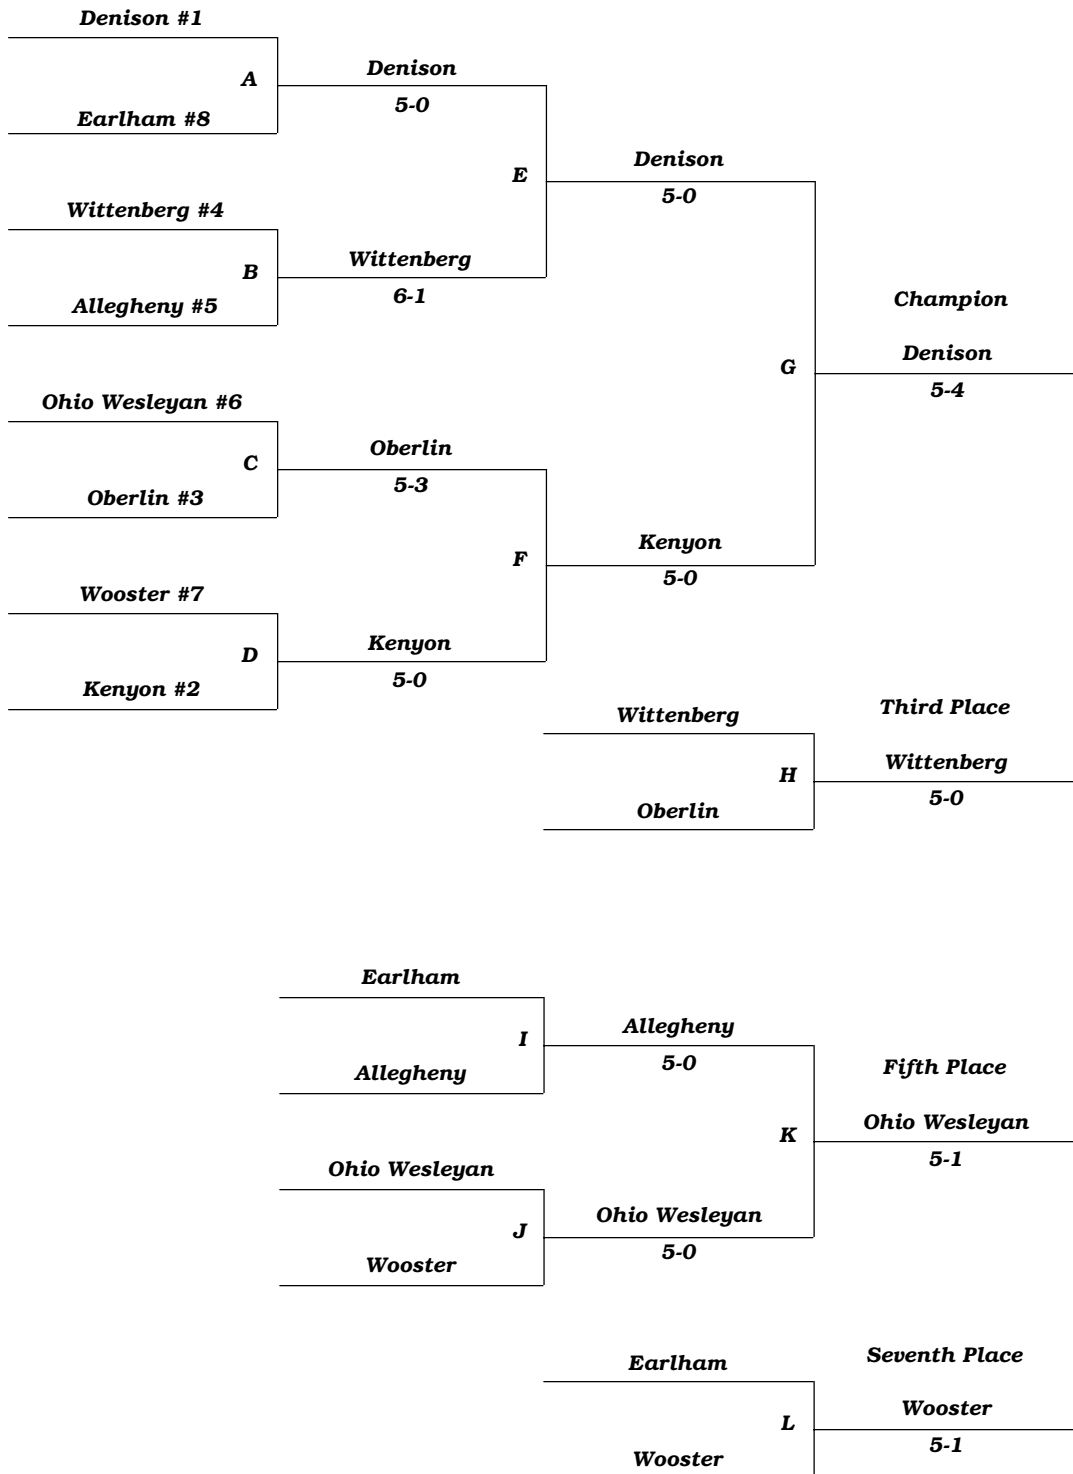 Denison #1
A
Denison
5-0
Earlham #8
E
Denison
5-0
Wittenberg #4
B
Wittenberg
6-1
Allegheny #5
Champion
G
Denison
5-4
Ohio Wesleyan #6
C
Oberlin
5-3
Oberlin #3
F
Kenyon
5-0
Wooster #7
D
Kenyon
5-0
Kenyon #2
Wittenberg
Third Place
H
Wittenberg
5-0
Oberlin
Earlham
I
Allegheny
5-0
Allegheny
Fifth Place
K
Ohio Wesleyan
5-1
Ohio Wesleyan
J
Ohio Wesleyan
5-0
Wooster
Earlham
Seventh Place
L
Wooster
5-1
Wooster